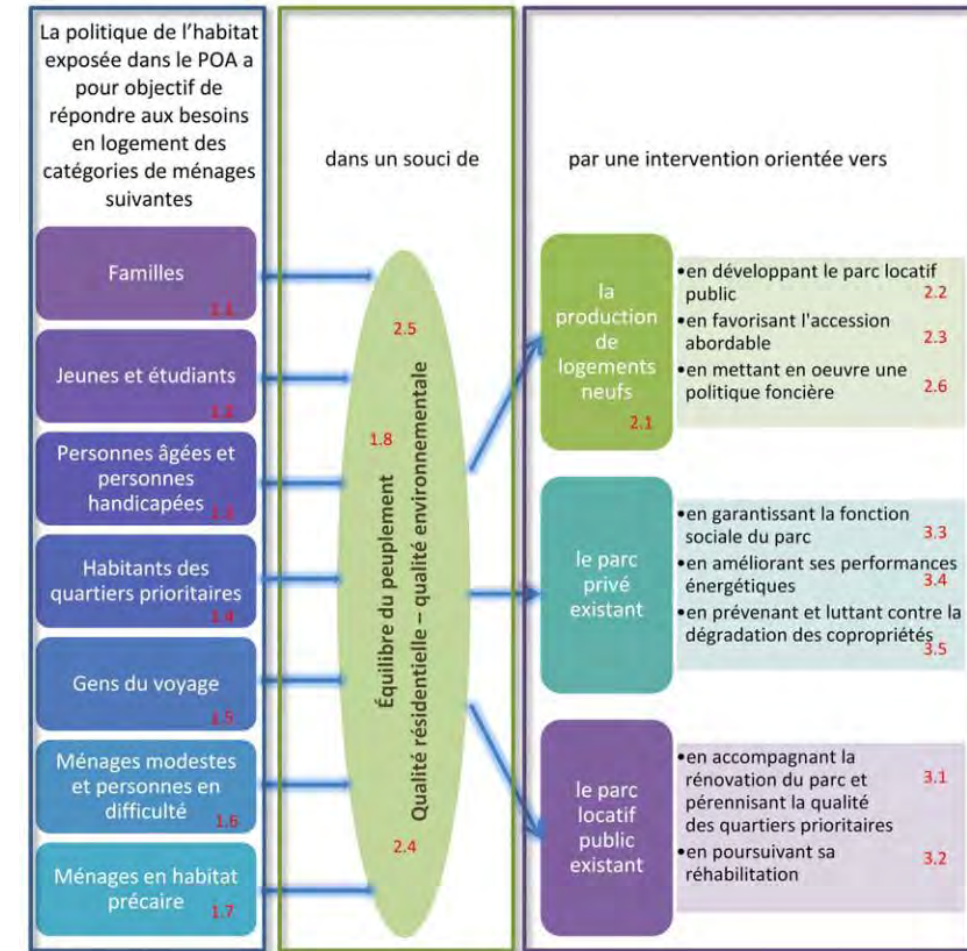 La politique de l'habitat
exposée dans le POA a
pour objectif de
répondre aux besoins
en logement des
catégories de ménages
suivantes
Familles
1.1
Jeunes et étudiants
1.2
Personnes âgées et
personnes
handicapées
1.3
Habitants des
quartiers prioritaires
1.4
Gens du voyage
1.5
Ménages modestes
et personnes en
difficulté
1.6
Ménages en habitat
précaire
1.7
dans un souci de
2.5
1.8
Équilibre du peuplement
Qualité résidentielle – qualité environnementale
2.4
par une intervention orientée vers
la
production
de
logements
neufs
2.1
•en développant le parc locatif
public 2.2
•en favorisant l'accession
abordable 2.3
•en mettant en oeuvre une
politique foncière 2.6
le parc
privé
existant
•en garantissant la fonction
sociale du parc 3.3
•en améliorant ses performances
énergétiques 3.4
•en prévenant et luttant contre la
dégradation des copropriétés 3.5
le parc
locatif
public
existant
•en accompagnant la
rénovation du parc et 3.1
pérennisant la qualité
des quartiers prioritaires
•en poursuivant sa
réhabilitation 3.2